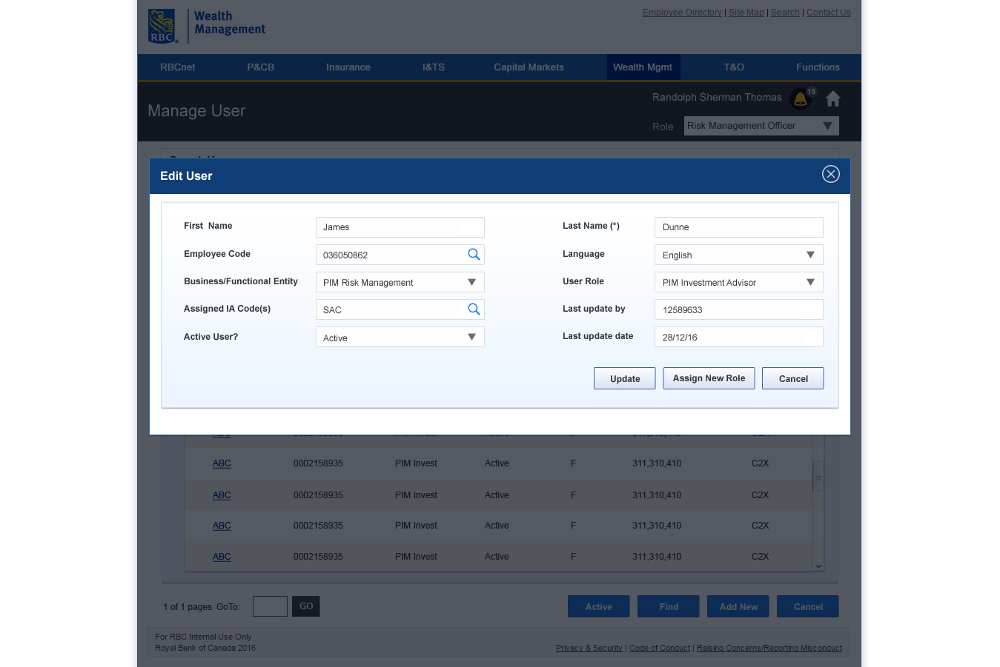 Wealth
Management
RBC
Employee Directory | Site Map | Search | Contact Us
RBCnet P&CB Insurance I&TS Capital Markets Wealth Mgmt T&O Functions
Manage User
Randolph Sherman Thomas 15
Role Risk Management Officer
Edit User
First Name James Last Name (*) Dunne
Employee Code 036050862 Language English
Business/Functional Entity PIM Risk Management User Role PIM Investment Advisor
Assigned IA Code(s) SAC Last update by 12589633
Active User? Active Last update date 28/12/16
Update Assign New Role Cancel
ABC 0002158935 PIM Invest Active F 311,310,410 C2X
ABC 0002158935 PIM Invest Active F 311,310,410 C2X
ABC 0002158935 PIM Invest Active F 311,310,410 C2X
ABC 0002158935 PIM Invest Active F 311,310,410 C2X
1 of 1 pages GoTo: GO Active Find Add New Cancel
For RBC Internal Use Only
Royal Bank of Canada 2016
Privacy & Security | Code of Conduct | Raising Concerns/Reporting Misconduct